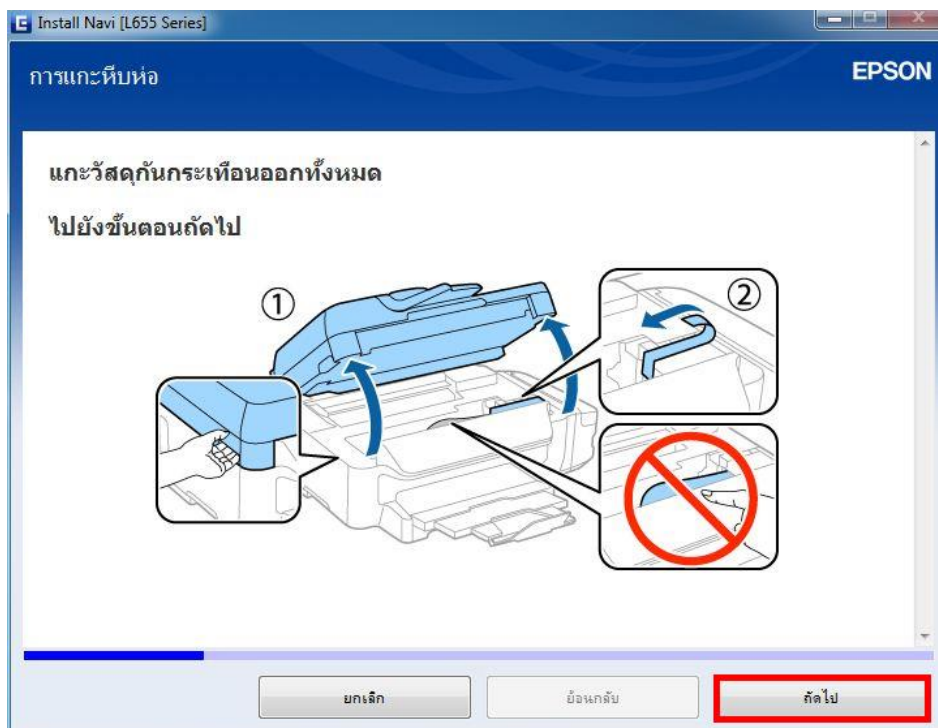 Install Navi [L655 Series]
การแกะหีบห่อ
EPSON
แกะวัสดุกันกระเทือนออกทั้งหมด
ไปยังขั้นตอนถัดไป
①
②
ยกเลิก
ย้อนกลับ
ถัดไป